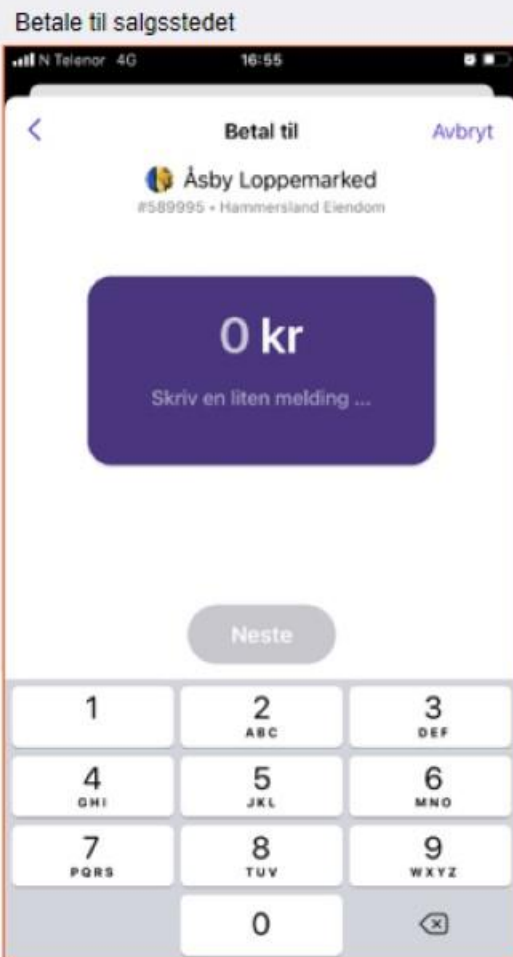 Betale til salgsstedet
N Telenor 4G 16:55
Betal til Avbryt
Åsby Loppemarked
#589995 • Hammersland Eiendom
0 kr
Skriv en liten melding ...
Neste
1 2 3
ABC DEF
4 5 6
GHI JKL MNO
7 8 9
PQRS TUV WXYZ
0